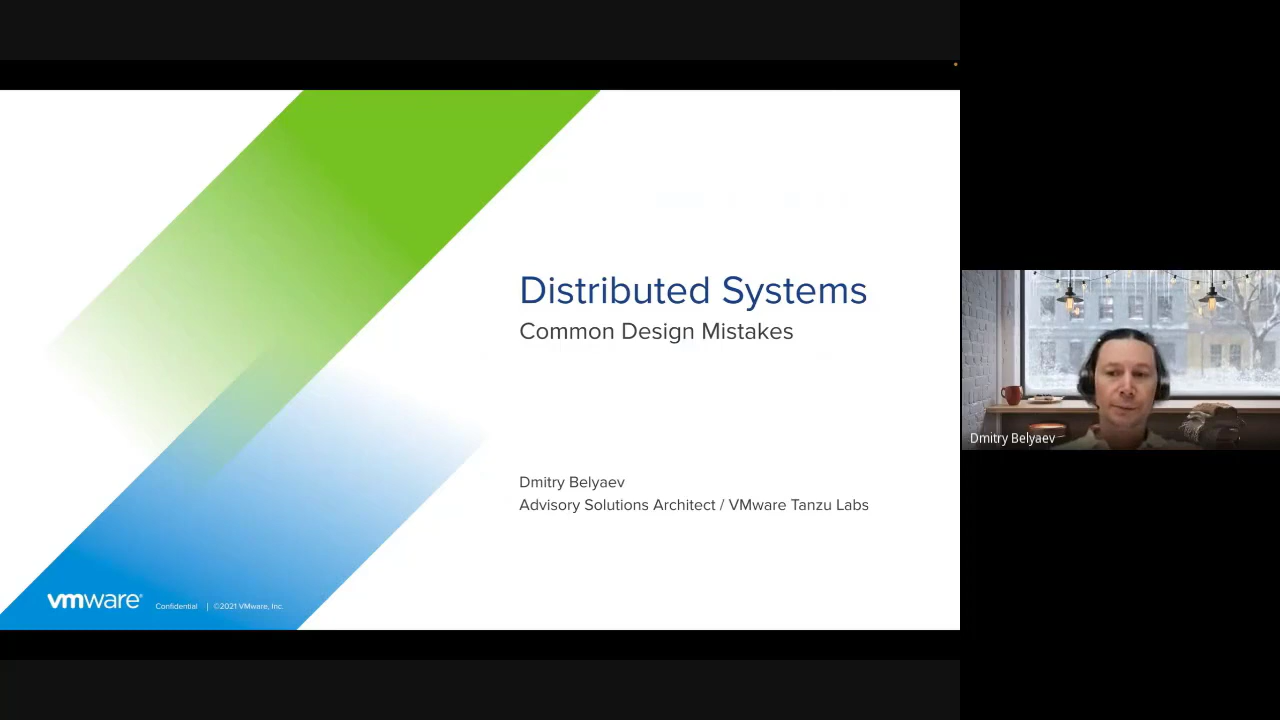 Distributed Systems
Common Design Mistakes
Dmitry Belyaev
Advisory Solutions Architect / VMware Tanzu Labs
vmware®
Confidential | ©2021 VMware, Inc.
Dmitry Belyaev